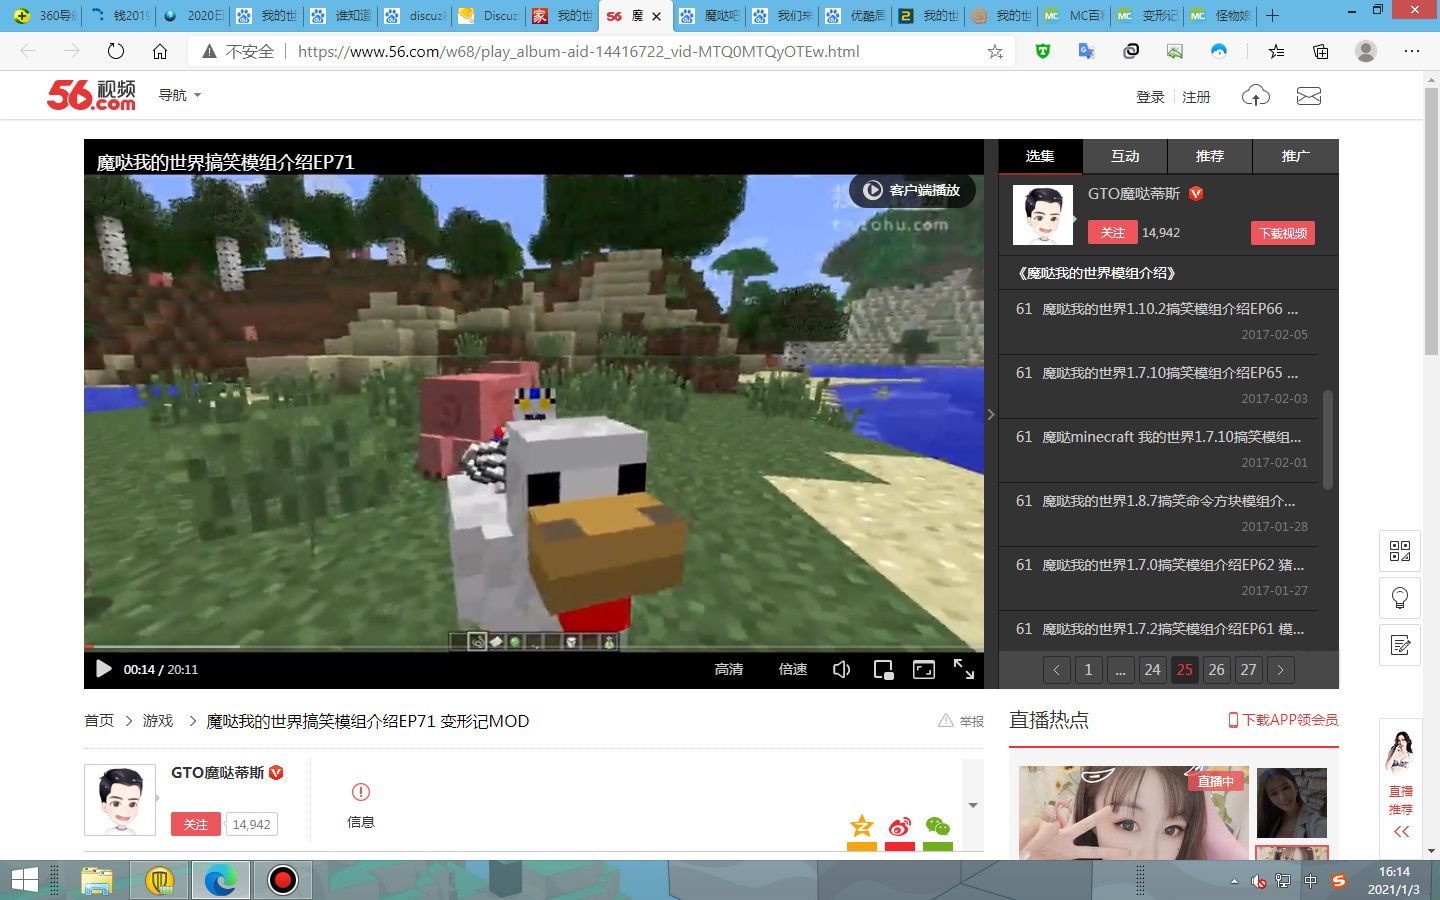 360导航
钱2019
2020日
我的世
谁知道
discuz
Discuz
我的世
56
魔
魔哒吧
我们来
优酷居
2
我的世
我的世
MC
MC百科
MC
变形记
MC
怪物娘
不安全
https://www.56.com/w68/play_album-aid-14416722_vid-MTQ0MTQyOTEw.html
56视频
.com
导航
登录
注册
魔哒我的世界搞笑模组介绍EP71
客户端播放
00:14 / 20:11
高清
倍速
选集
互动
推荐
推广
GTO魔哒蒂斯
关注
14,942
下载视频
《魔哒我的世界模组介绍》
61 魔哒我的世界1.10.2搞笑模组介绍EP66 ...
2017-02-05
61 魔哒我的世界1.7.10搞笑模组介绍EP65 ...
2017-02-03
61 魔哒minecraft 我的世界1.7.10搞笑模组...
2017-02-01
61 魔哒我的世界1.8.7搞笑命令方块模组介...
2017-01-28
61 魔哒我的世界1.7.0搞笑模组介绍EP62 猪...
2017-01-27
61 魔哒我的世界1.7.2搞笑模组介绍EP61 模...
1
...
24
25
26
27
首页
游戏
魔哒我的世界搞笑模组介绍EP71 变形记MOD
举报
GTO魔哒蒂斯
关注
14,942
信息
直播热点
下载APP领会员
直播中
直播
推荐
中
16:14
2021/1/3